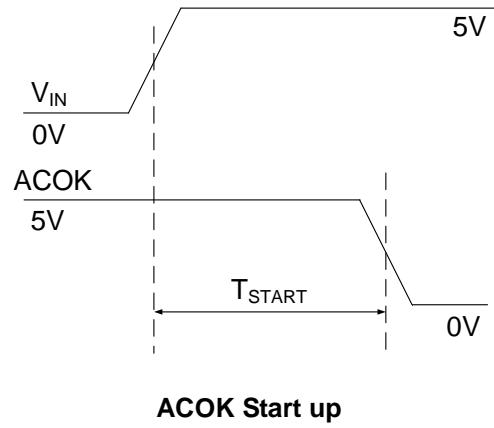 5V
VIN
0V
ACOK
5V
TSTART
0V
ACOK Start up